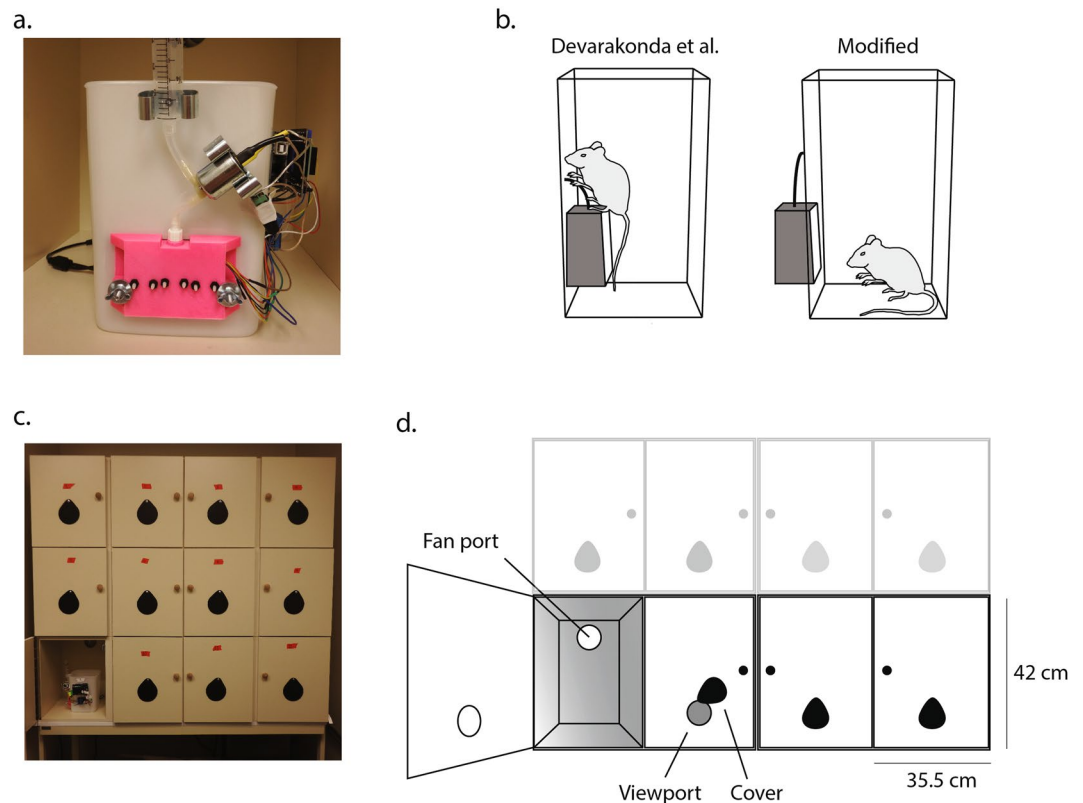 a.
b.
Devarakonda et al.
Modified
c.
d.
Fan port
42 cm
35.5 cm
Viewport
Cover